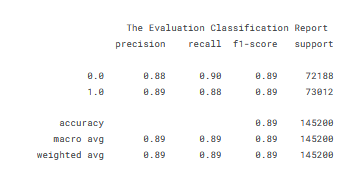 The Evaluation Classification Report
precision recall f1-score support
0.0 0.88 0.90 0.89 72188
1.0 0.89 0.88 0.89 73012
accuracy 0.89 145200
macro avg 0.89 0.89 0.89 145200
weighted avg 0.89 0.89 0.89 145200